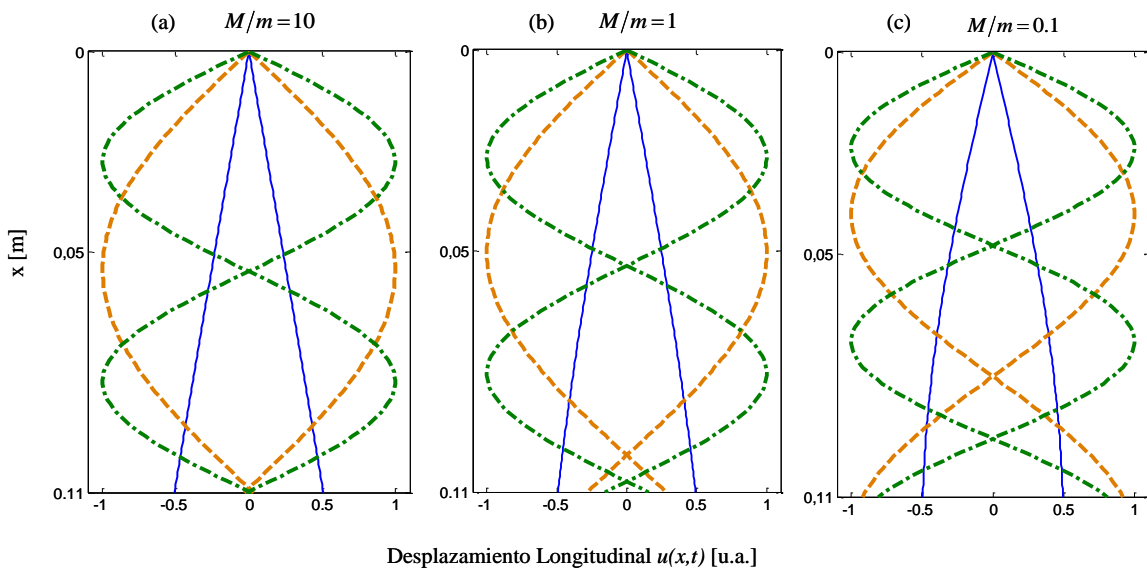 (a) M/m=10
(b) M/m=1
(c) M/m=0.1
x [m]
0
0,05
0.11
-1 -0.5 0 0.5 1
0
0,05
0.11
-1 -0.5 0 0.5 1
0
0,05
0,11
-1 -0.5 0 0.5 1
Desplazamiento Longitudinal u(x,t) [u.a.]